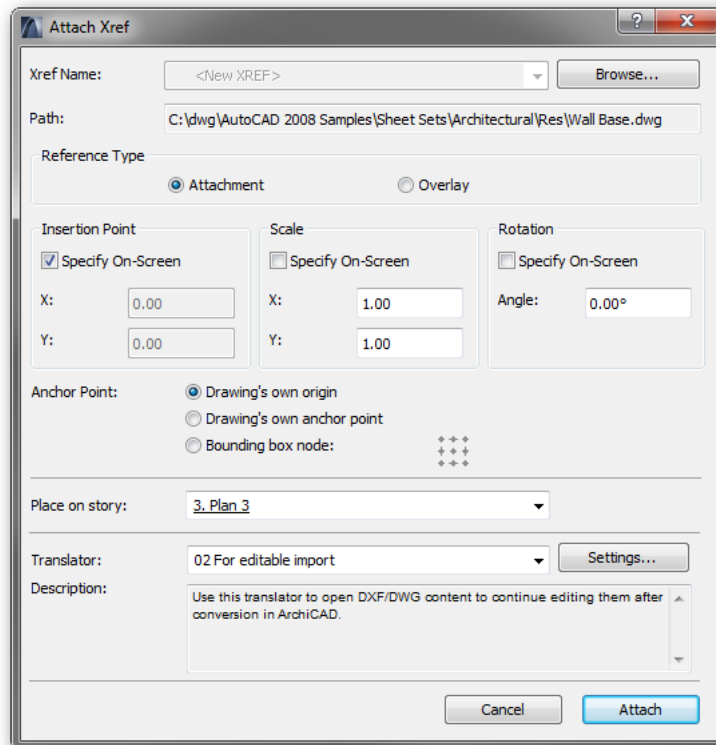 Attach Xref
Xref Name: <New XREF> Browse...
Path: C:\dwg\AutoCAD 2008 Samples\Sheet Sets\Architectural\Res\Wall Base.dwg
Reference Type
Attachment Overlay
Insertion Point Scale Rotation
Specify On-Screen Specify On-Screen Specify On-Screen
X: 0.00 X: 1.00 Angle: 0.00°
Y: 0.00 Y: 1.00
Anchor Point: Drawing's own origin
Drawing's own anchor point
Bounding box node:
Place on story: 3. Plan 3
Translator: 02 For editable import Settings...
Description: Use this translator to open DXF/DWG content to continue editing them after
conversion in ArchiCAD.
Cancel Attach